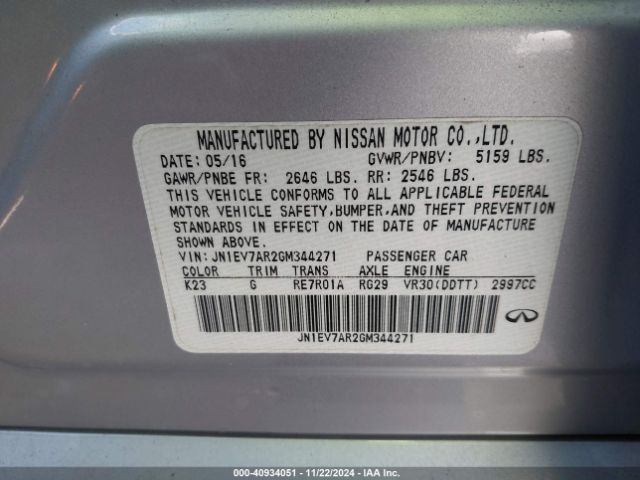 MANUFACTURED BY NISSAN MOTOR CO.,LTD.
DATE: 05/16 GVWR/PNBV: 5159 LBS.
GAWR/PNBE FR: 2646 LBS. RR: 2546 LBS.
THIS VEHICLE CONFORMS TO ALL APPLICABLE FEDERAL
MOTOR VEHICLE SAFETY,BUMPER,AND THEFT PREVENTION
STANDARDS IN EFFECT ON THE DATE OF MANUFACTURE
SHOWN ABOVE.
VIN: JN1EV7AR2GM344271 PASSENGER CAR
COLOR TRIM TRANS AXLE ENGINE
K23 G RE7R01A RG29 VR30(DDTT) 2997CC
JN1EV7AR2GM344271
000-40934051 - 11/22/2024 - IAA Inc.